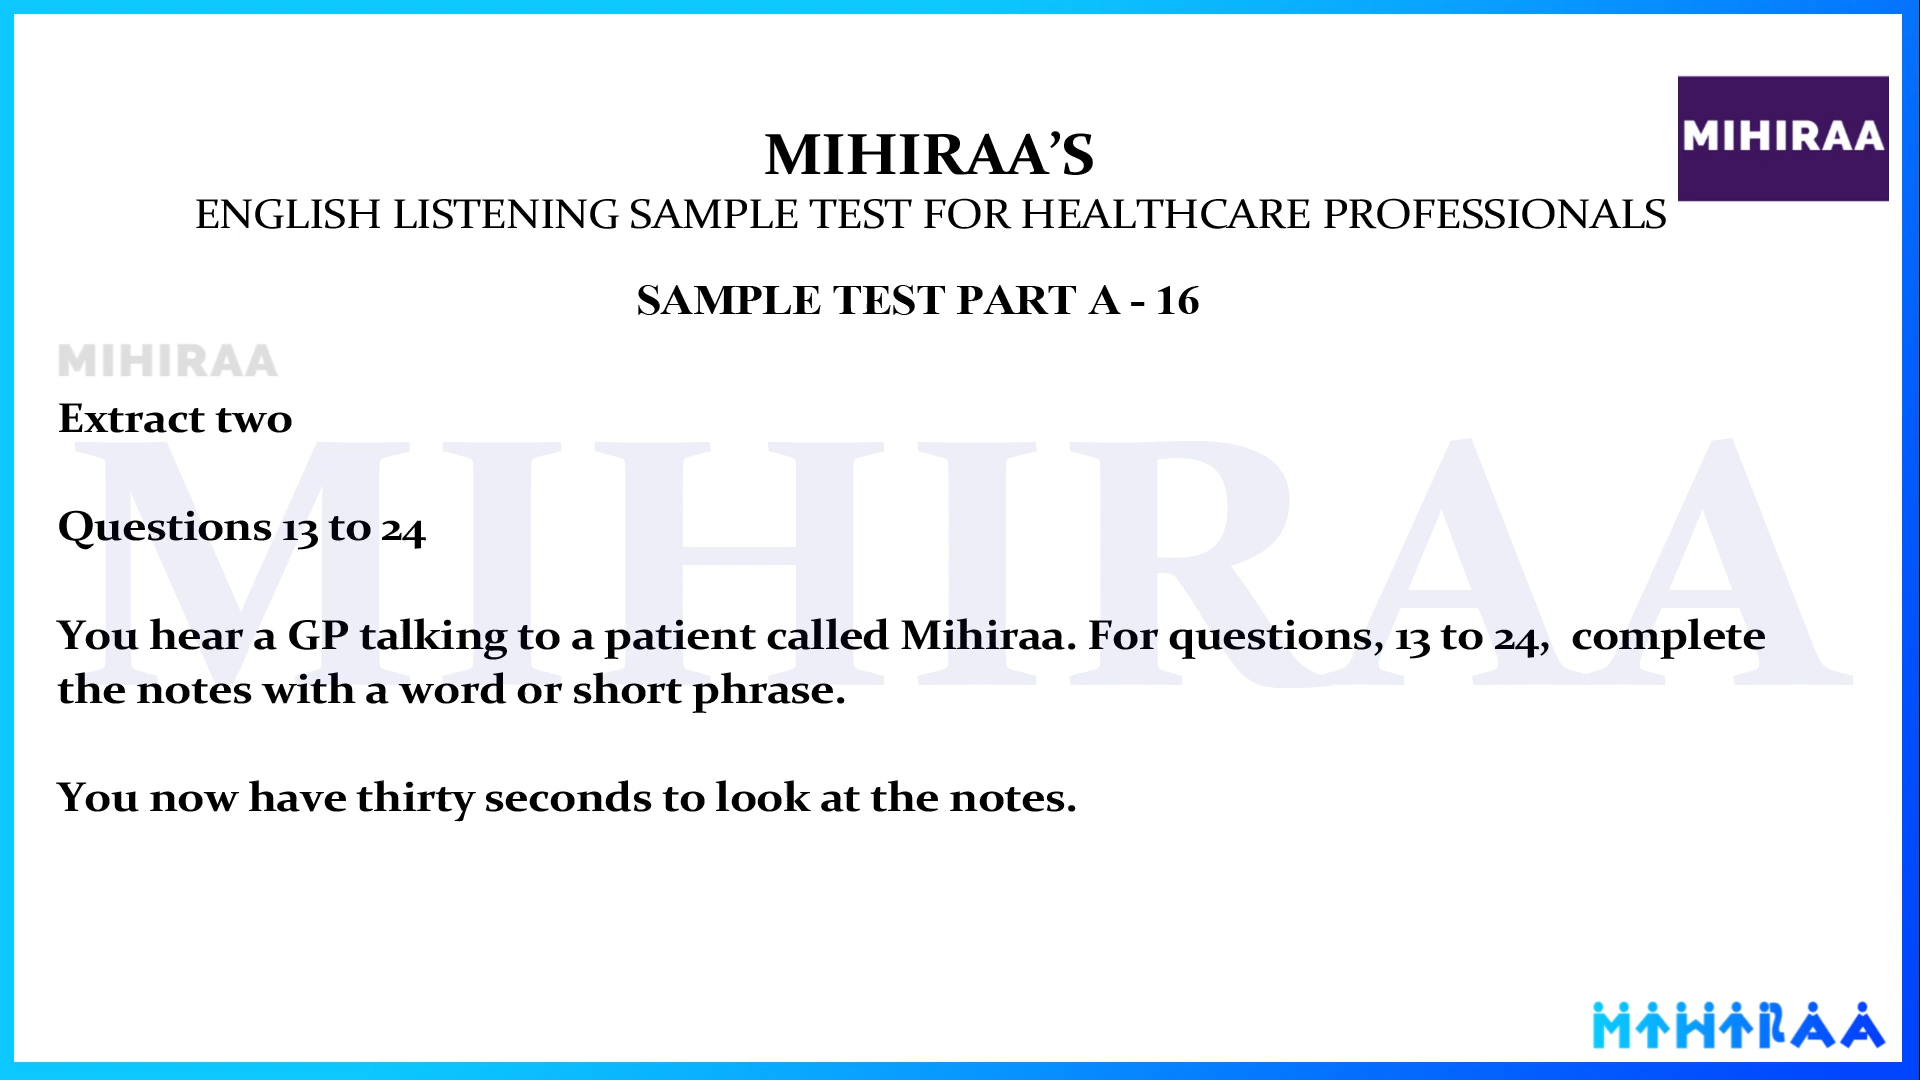 MIHIRAA
MIHIRAA’S
ENGLISH LISTENING SAMPLE TEST FOR HEALTHCARE PROFESSIONALS
SAMPLE TEST PART A - 16
MIHIRAA
Extract two
MIHIRAA
Questions 13 to 24
You hear a GP talking to a patient called Mihiraa. For questions, 13 to 24,  complete
the notes with a word or short phrase.
You now have thirty seconds to look at the notes.
MIHIRAA